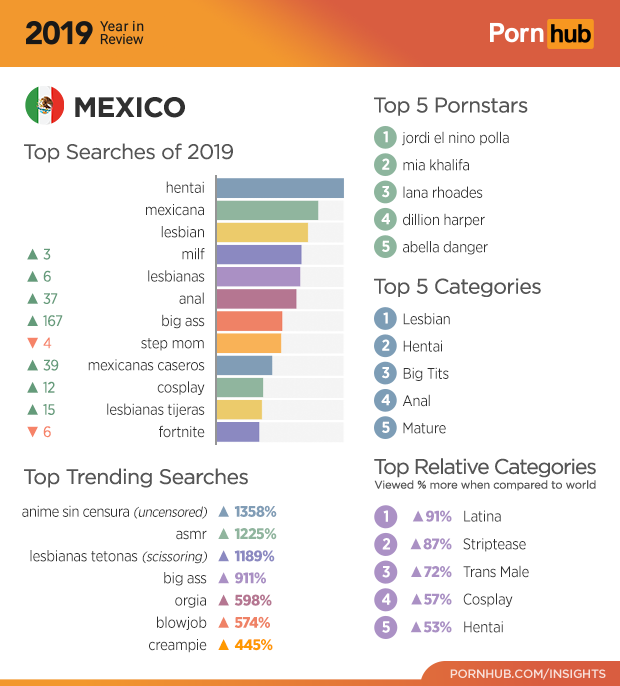 2019 Year in Review
Porn hub
MEXICO
Top Searches of 2019
hentai
mexicana
lesbian
▲ 3 milf
▲ 6 lesbianas
▲ 37 anal
▲ 167 big ass
▼ 4 step mom
▲ 39 mexicanas caseros
▲ 12 cosplay
▲ 15 lesbianas tijeras
▼ 6 fortnite
Top Trending Searches
anime sin censura (uncensored) ▲ 1358%
asmr ▲ 1225%
lesbianas tetonas (scissoring) ▲ 1189%
big ass ▲ 911%
orgia ▲ 598%
blowjob ▲ 574%
creampie ▲ 445%
Top 5 Pornstars
1 jordi el nino polla
2 mia khalifa
3 lana rhoades
4 dillion harper
5 abella danger
Top 5 Categories
1 Lesbian
2 Hentai
3 Big Tits
4 Anal
5 Mature
Top Relative Categories
Viewed % more when compared to world
1 ▲91% Latina
2 ▲87% Striptease
3 ▲72% Trans Male
4 ▲57% Cosplay
5 ▲53% Hentai
PORNHUB.COM/INSIGHTS